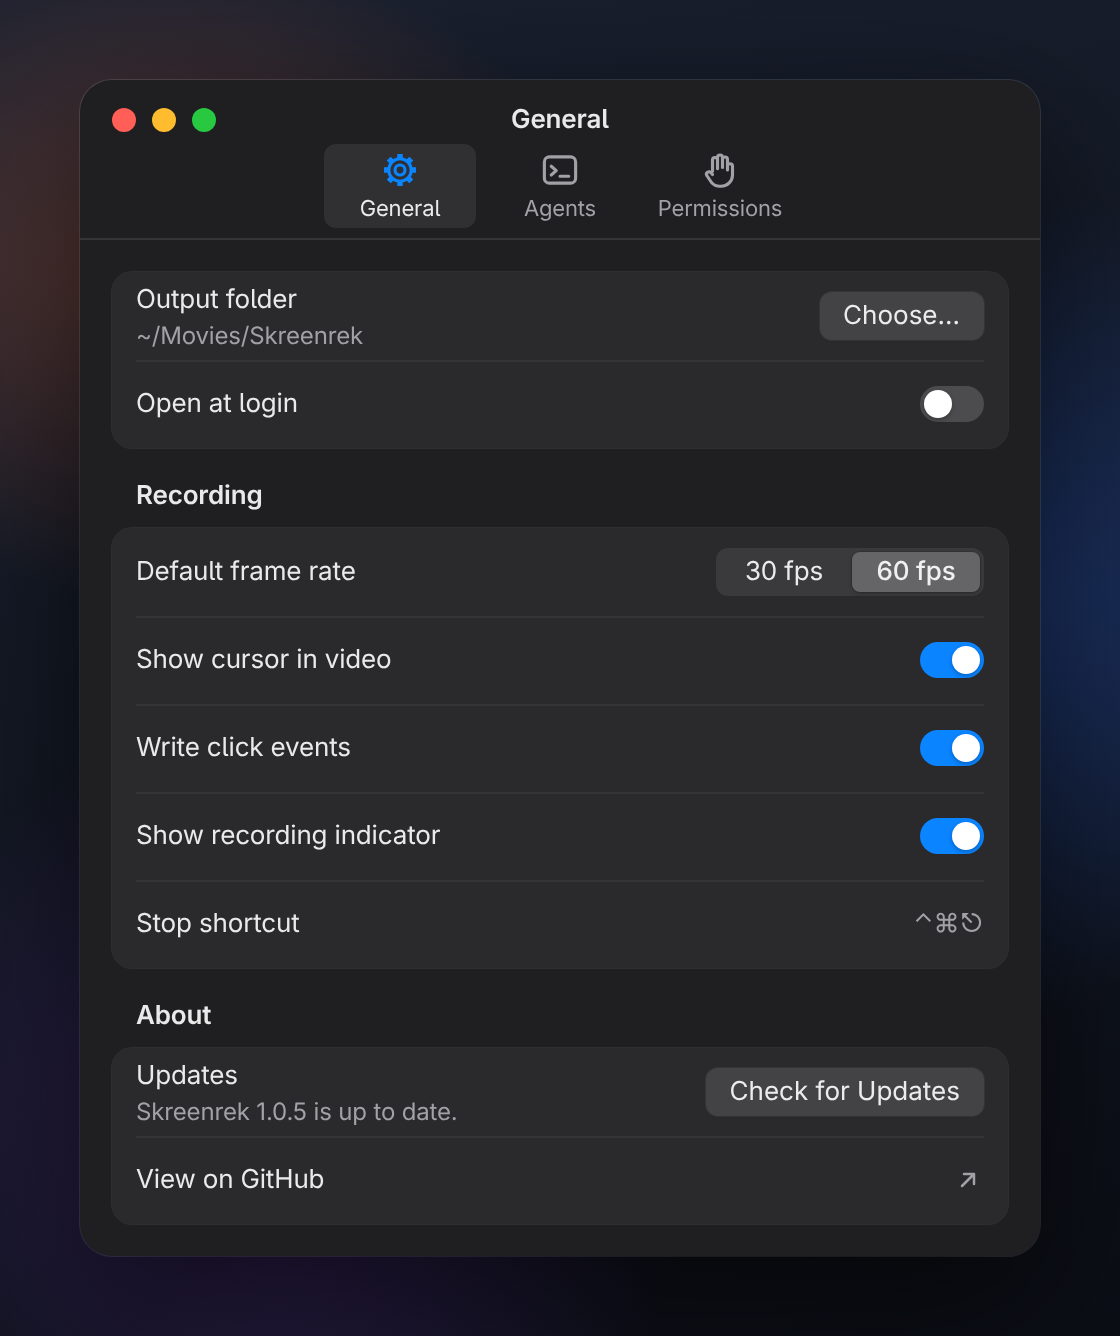 General
General
Agents
Permissions
Output folder
Choose...
~/Movies/Skreenrek
Open at login
Recording
Default frame rate
30 fps
60 fps
Show cursor in video
Write click events
Show recording indicator
Stop shortcut
⌃⌘⎋
About
Updates
Check for Updates
Skreenrek 1.0.5 is up to date.
View on GitHub